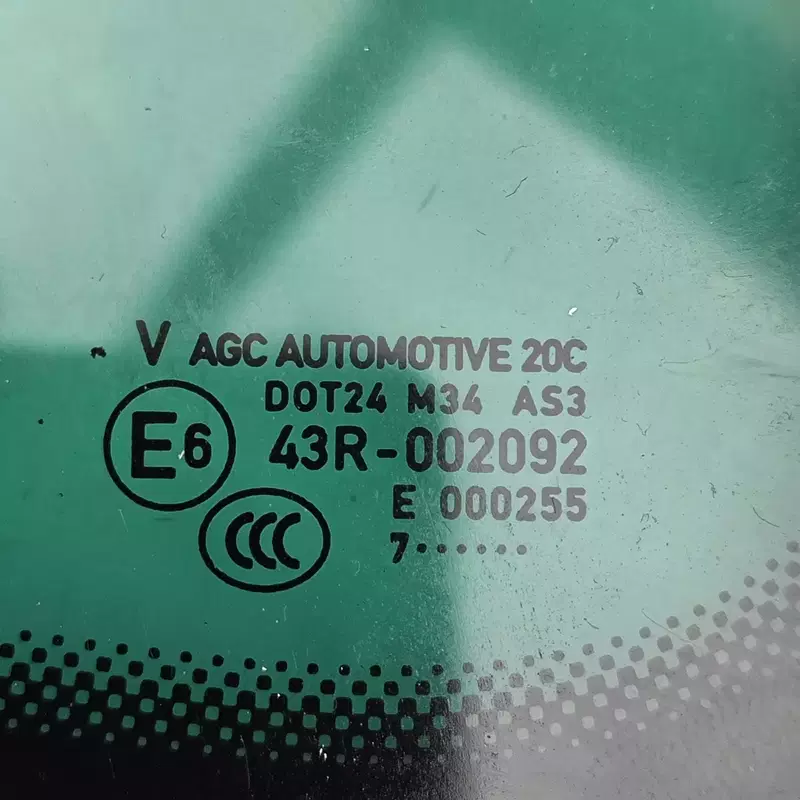 V AGC AUTOMOTIVE 20C
DOT24 M34 AS3
E6 43R-002092
E 000255
CCC
7······